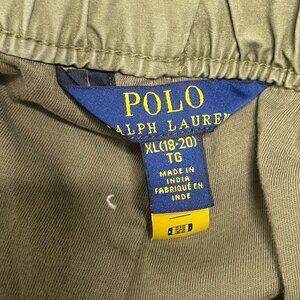 POLO
RALPH LAUREN
XL(18-20)
TG
MADE IN
INDIA
FABRIQUÉ EN
INDE